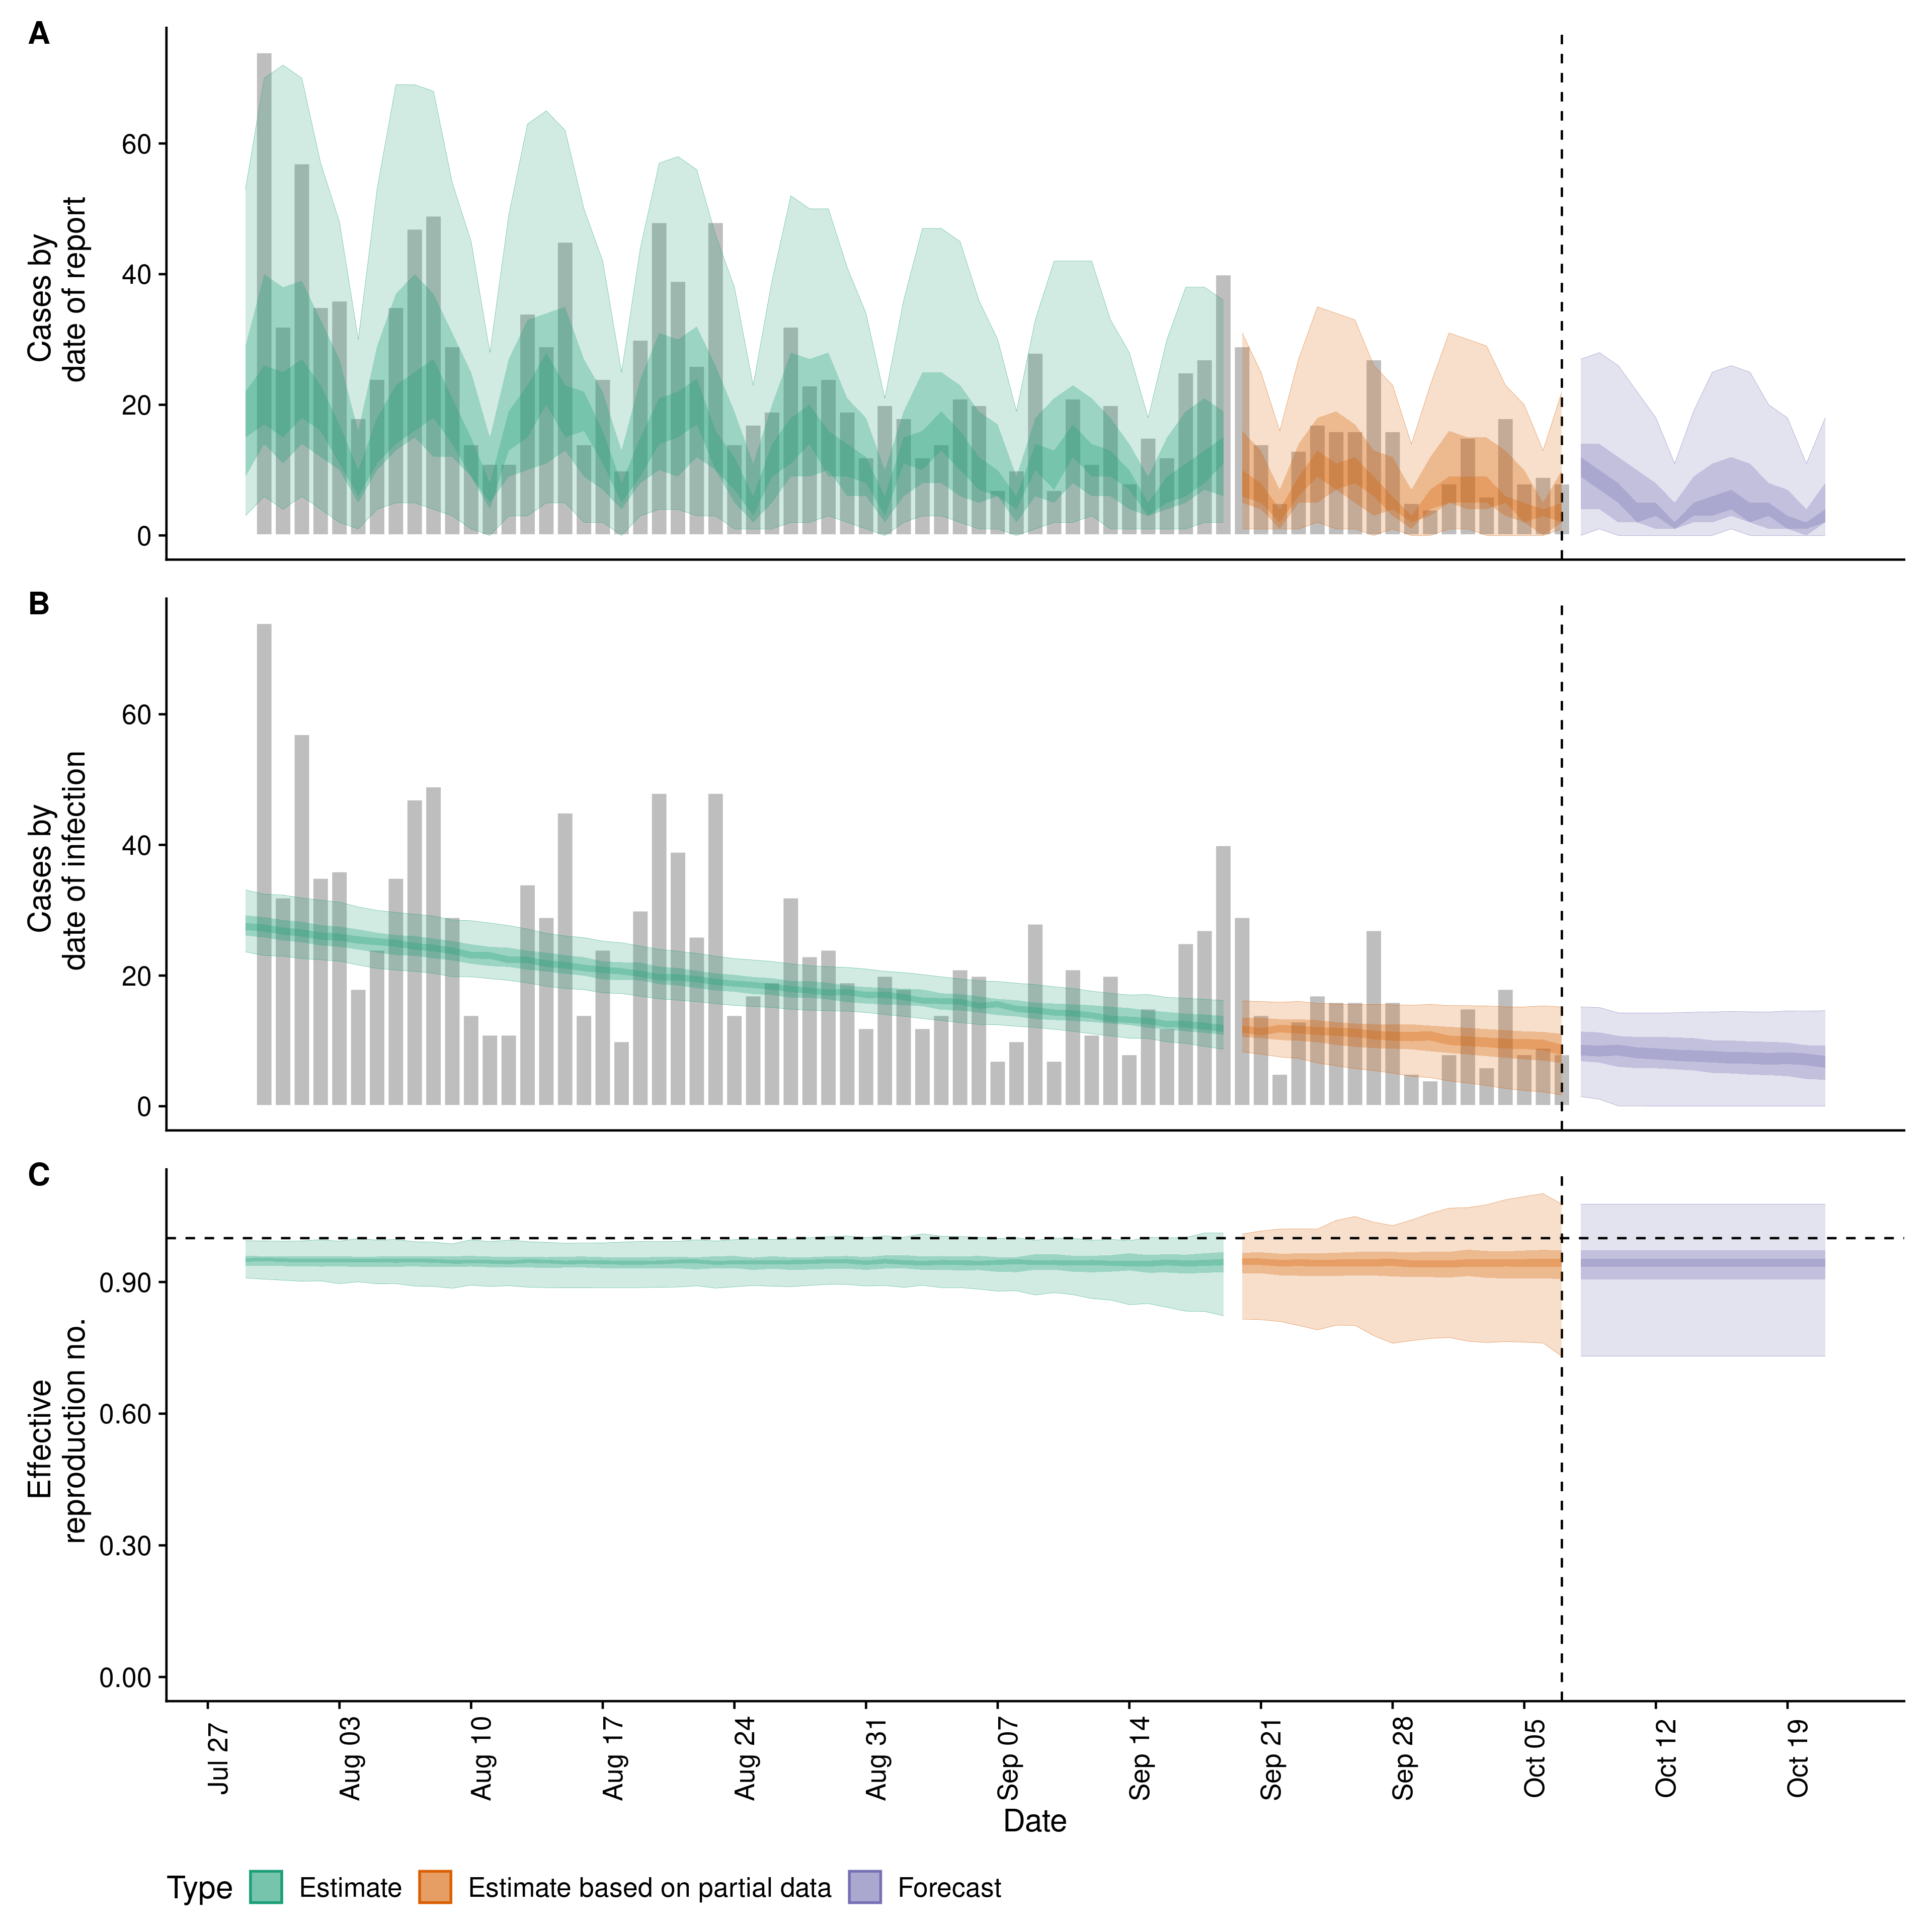 A
Cases by
date of report
60
40
20
0
B
Cases by
date of infection
60
40
20
0
C
Effective
reproduction no.
0.90
0.60
0.30
0.00
Jul 27
Aug 03
Aug 10
Aug 17
Aug 24
Aug 31
Sep 07
Sep 14
Sep 21
Sep 28
Oct 05
Oct 12
Oct 19
Date
Type Estimate Estimate based on partial data Forecast